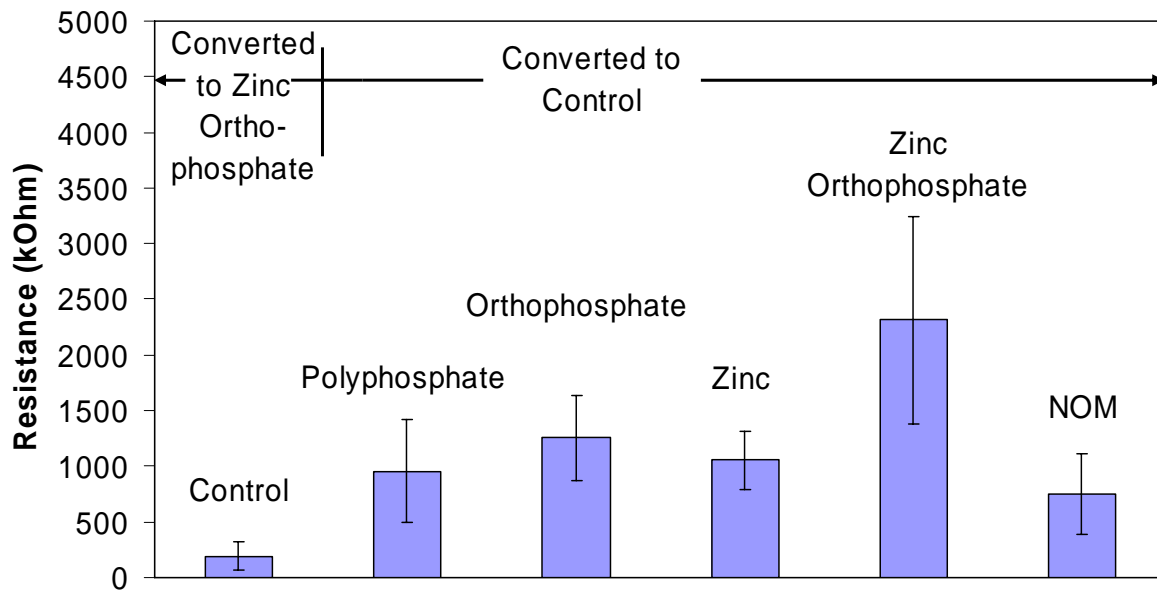 5000
4500
4000
3500
3000
2500
2000
1500
1000
500
0
Resistance (kOhm)
Converted
to Zinc
Ortho-
phosphate
Converted to
Control
Control
Polyphosphate
Orthophosphate
Zinc
Zinc
Orthophosphate
NOM